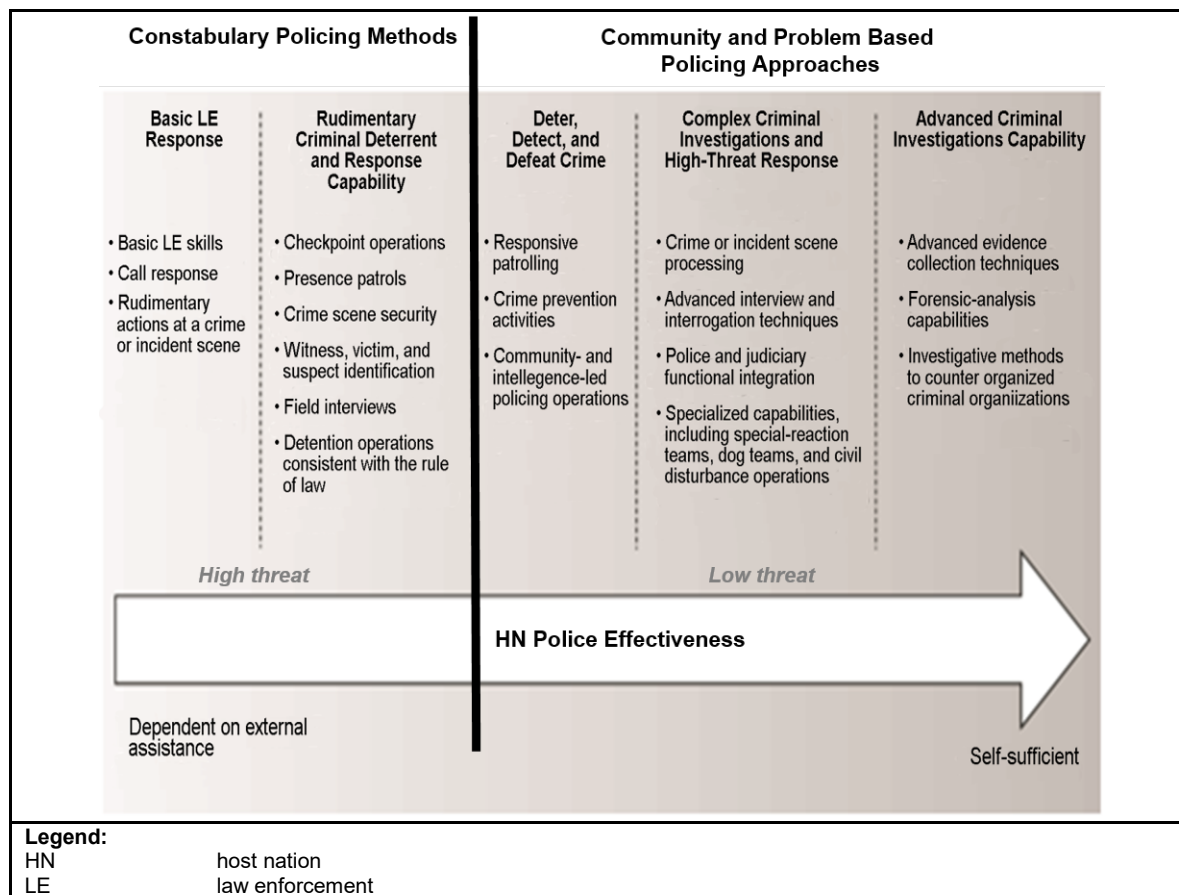 Constabulary Policing Methods
Community and Problem Based
Policing Approaches
Basic LE
Response
Rudimentary
Criminal Deterrent
and Response
Capability
Deter,
Detect, and
Defeat Crime
Complex Criminal
Investigations and
High-Threat Response
Advanced Criminal
Investigations Capability
• Basic LE skills
• Call response
• Rudimentary
actions at a crime
or incident scene
• Checkpoint operations
• Presence patrols
• Crime scene security
• Witness, victim, and
suspect identification
• Field interviews
• Detention operations
consistent with the rule
of law
• Responsive
patrolling
• Crime prevention
activities
• Community- and
intellegence-led
policing operations
• Crime or incident scene
processing
• Advanced interview and
interrogation techniques
• Police and judiciary
functional integration
• Specialized capabilities,
including special-reaction
teams, dog teams, and civil
disturbance operations
• Advanced evidence
collection techniques
• Forensic-analysis
capabilities
• Investigative methods
to counter organized
criminal organiizations
High threat
Low threat
HN Police Effectiveness
Dependent on external
assistance
Self-sufficient
Legend:
HN host nation
LE law enforcement